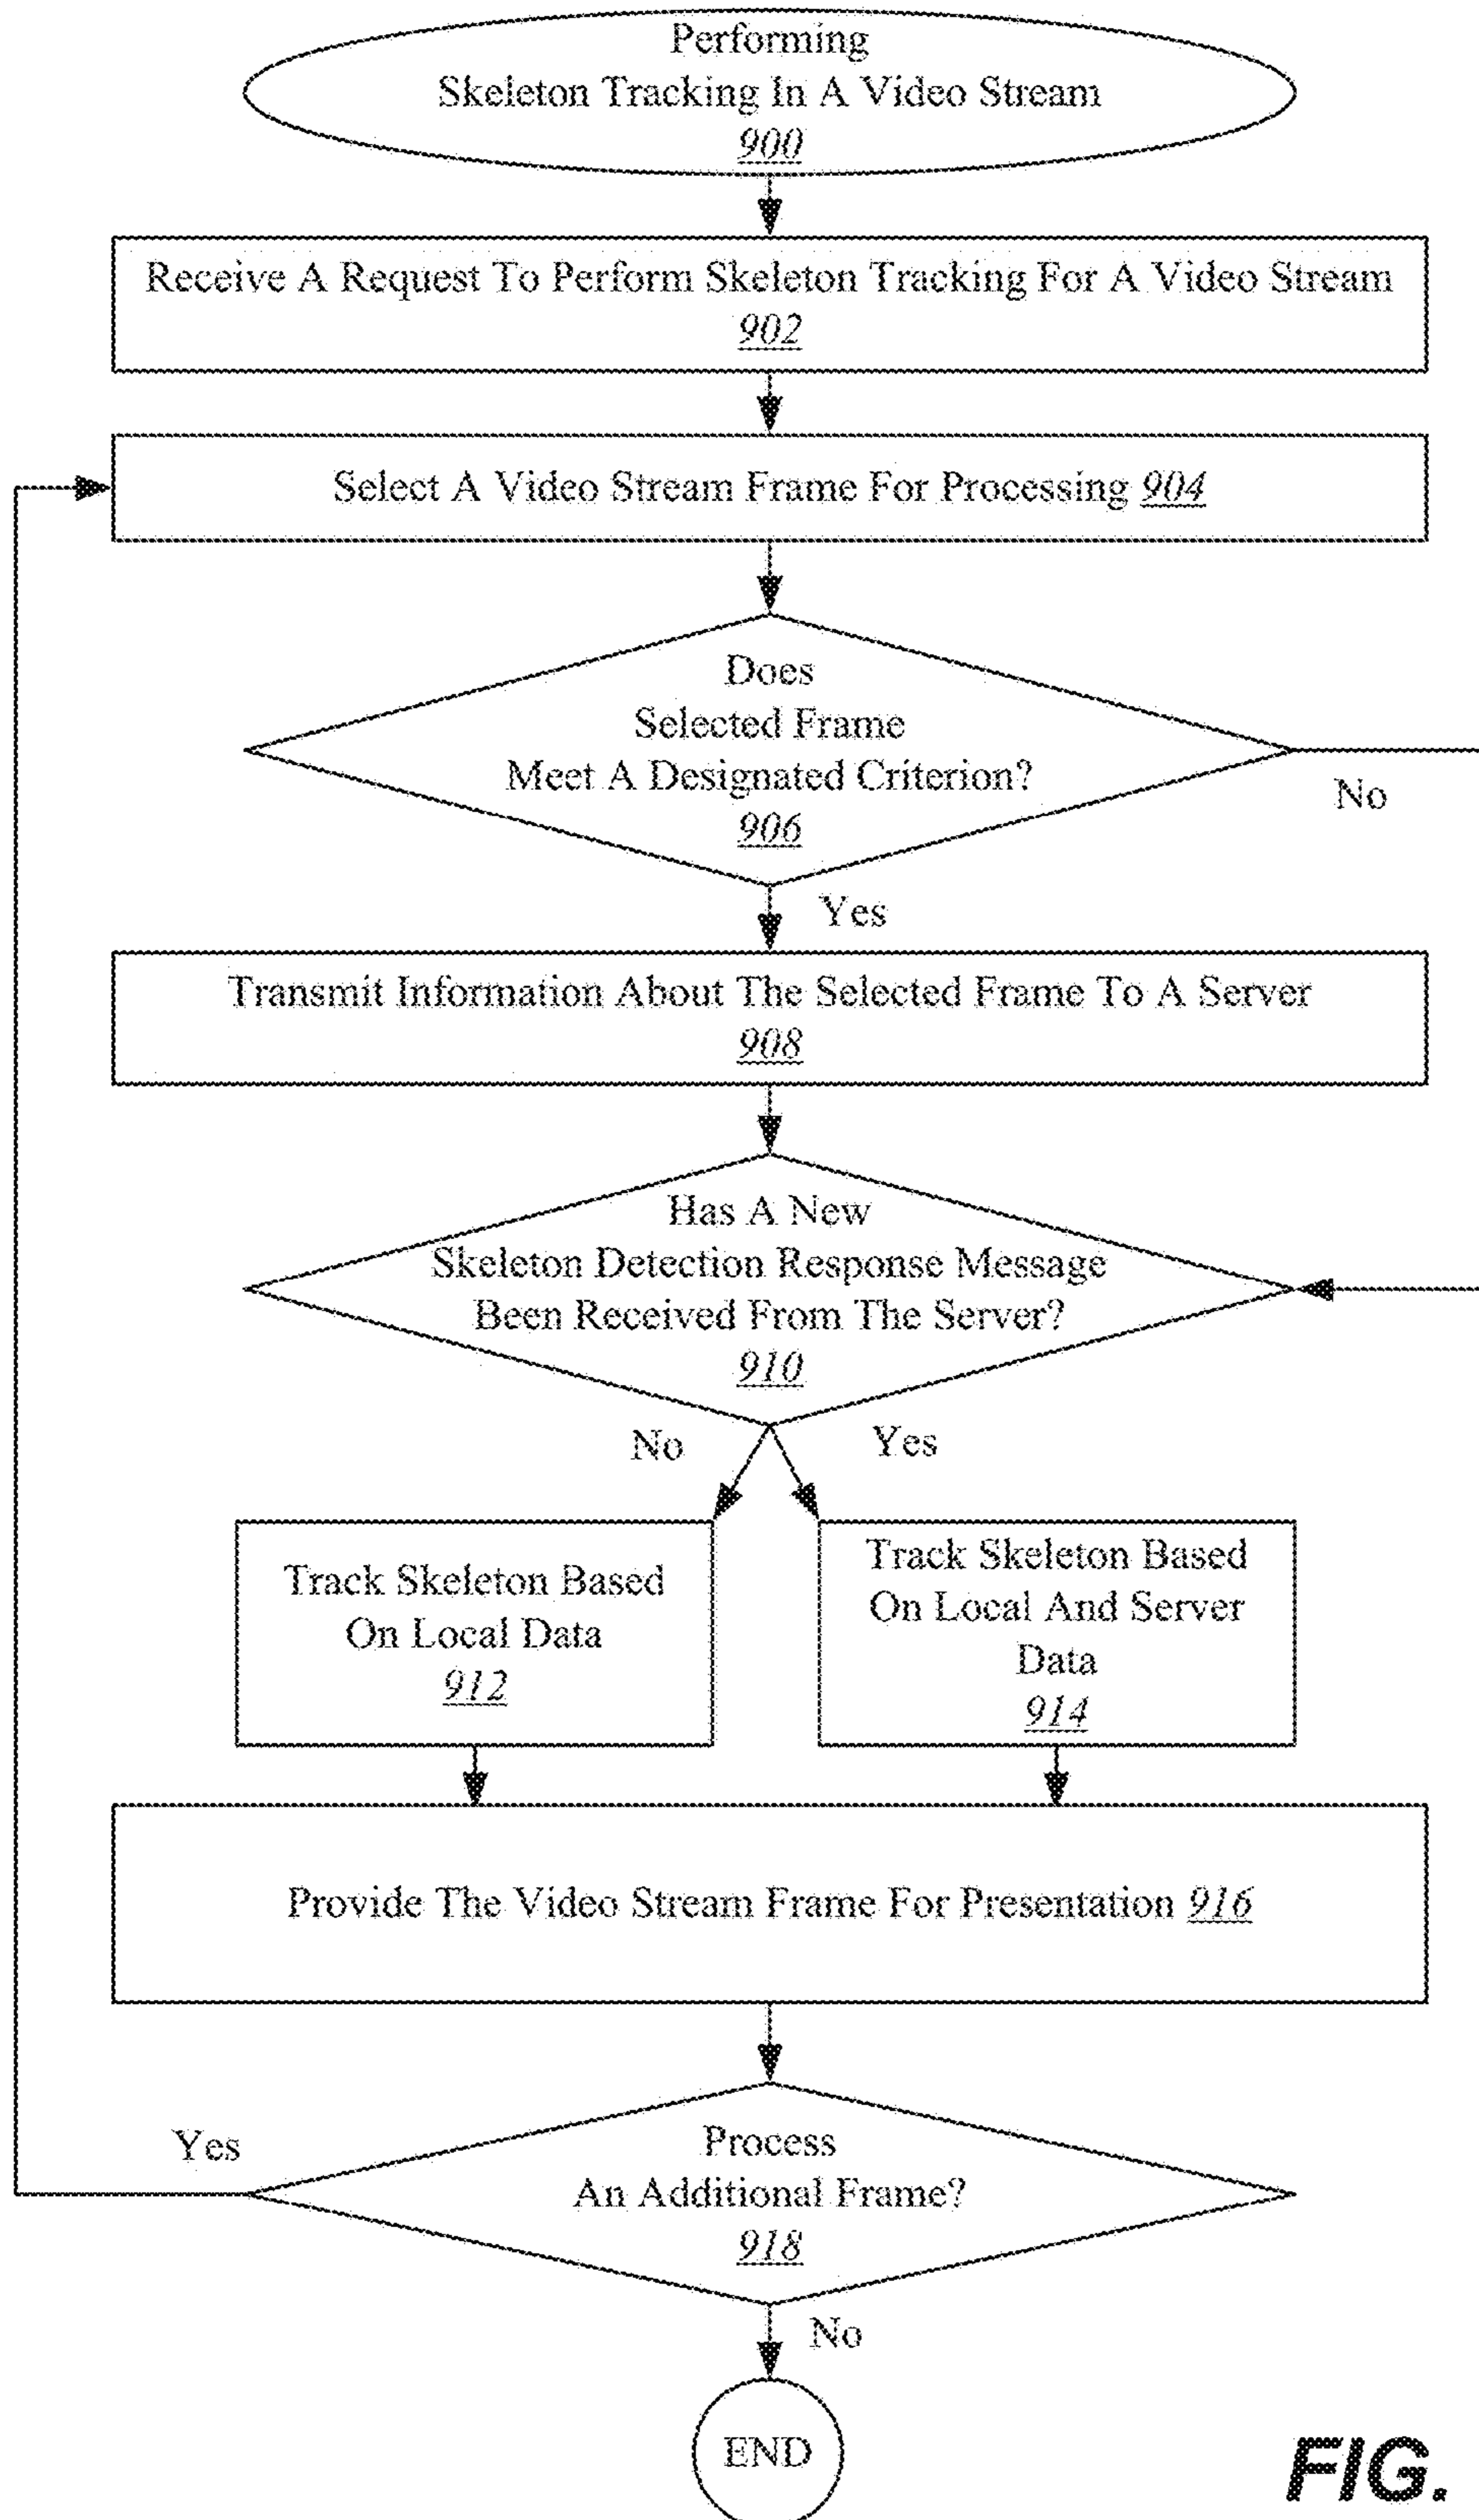 Performing
Skeleton Tracking In A Video Stream
900
Receive A Request To Perform Skeleton Tracking For A Video Stream
902
Select A Video Stream Frame For Processing 904
Does
Selected Frame
Meet A Designated Criterion?
906
No
Yes
Transmit Information About The Selected Frame To A Server
908
Has A New
Skeleton Detection Response Message
Been Received From The Server?
910
No
Yes
Track Skeleton Based
On Local Data
912
Track Skeleton Based
On Local And Server
Data
914
Provide The Video Stream Frame For Presentation 916
Yes
Process
An Additional Frame?
918
No
END
FIG.